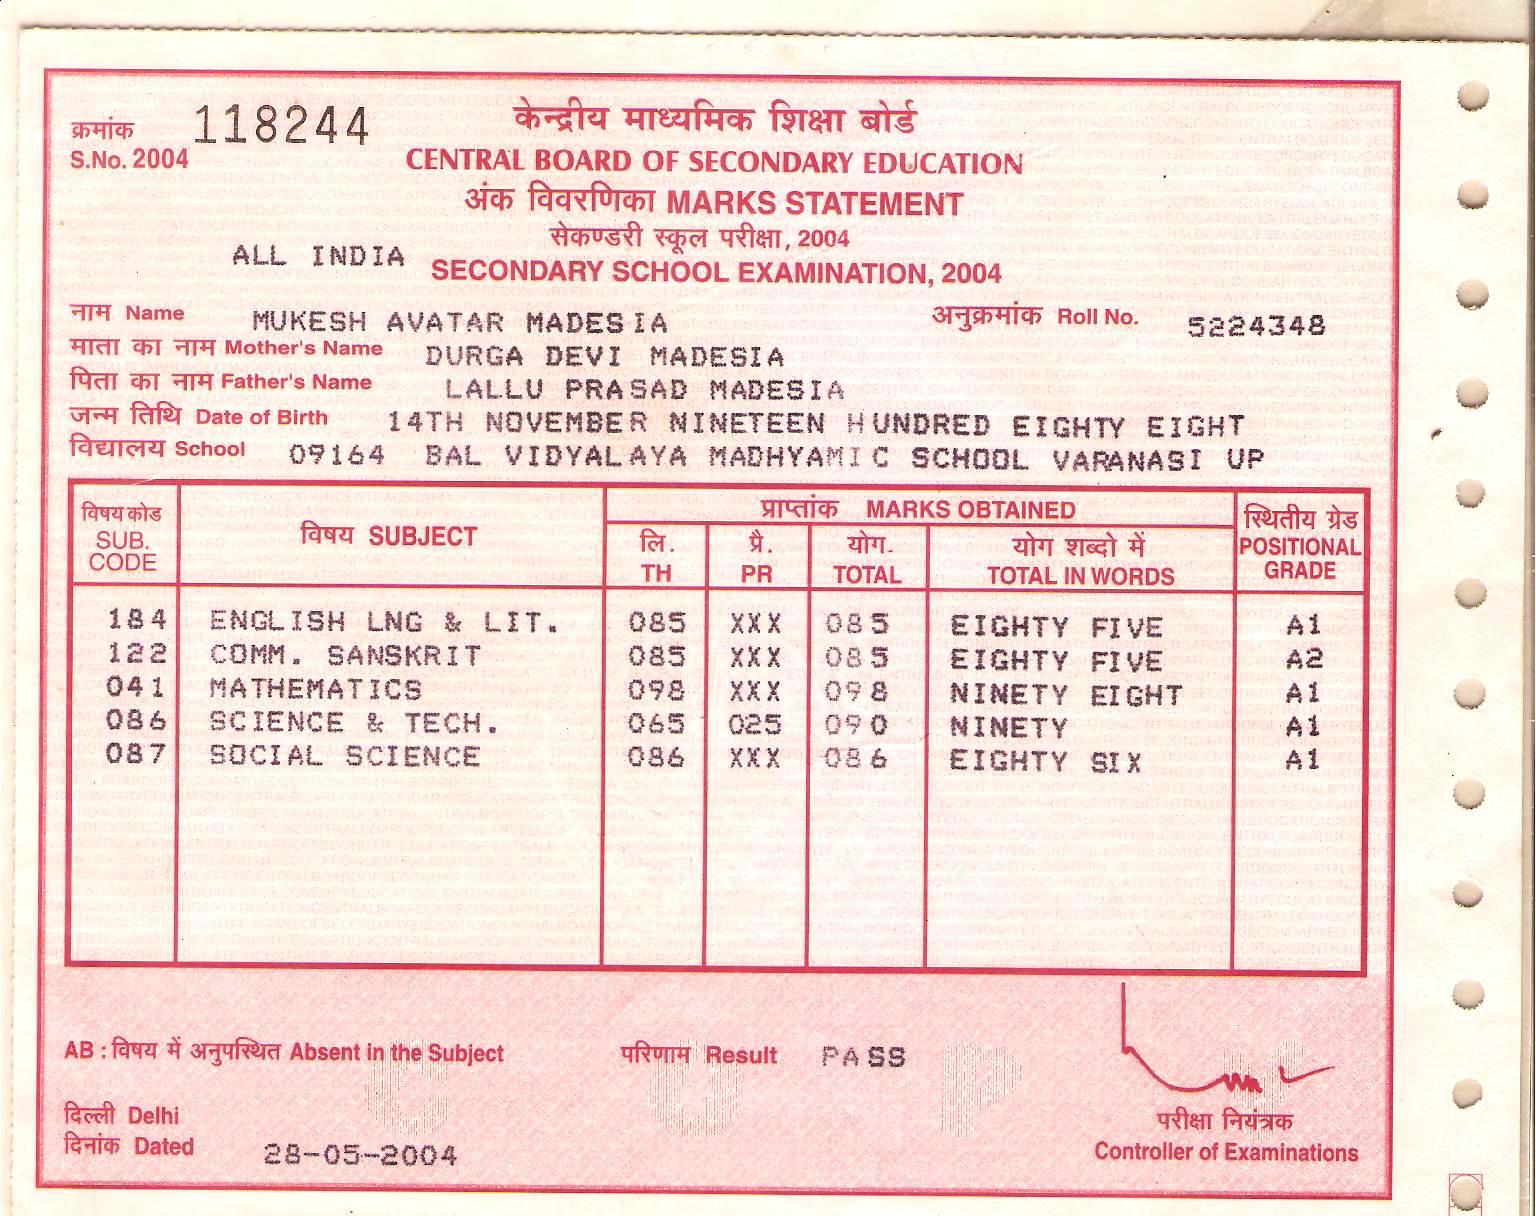 क्रमांक 118244
S.No. 2004
केन्द्रीय माध्यमिक शिक्षा बोर्ड
CENTRAL BOARD OF SECONDARY EDUCATION
अंक विवरणिका MARKS STATEMENT
सेकण्डरी स्कूल परीक्षा, 2004
ALL INDIA SECONDARY SCHOOL EXAMINATION, 2004
नाम Name MUKESH AVATAR MADESIA अनुक्रमांक Roll No. 5224348
माता का नाम Mother's Name DURGA DEVI MADESIA
पिता का नाम Father's Name LALLU PRASAD MADESIA
जन्म तिथि Date of Birth 14TH NOVEMBER NINETEEN HUNDRED EIGHTY EIGHT
विद्यालय School 09164 BAL VIDYALAYA MADHYAMIC SCHOOL VARANASI UP
विषय कोड SUB. CODE
विषय SUBJECT
प्राप्तांक MARKS OBTAINED
लि. TH
प्रै. PR
योग. TOTAL
योग शब्दो में TOTAL IN WORDS
स्थितीय ग्रेड POSITIONAL GRADE
184 ENGLISH LNG & LIT. 085 XXX 085 EIGHTY FIVE A1
122 COMM. SANSKRIT 085 XXX 085 EIGHTY FIVE A2
041 MATHEMATICS 098 XXX 098 NINETY EIGHT A1
086 SCIENCE & TECH. 065 025 090 NINETY A1
087 SOCIAL SCIENCE 086 XXX 086 EIGHTY SIX A1
AB : विषय में अनुपस्थित Absent in the Subject परिणाम Result PASS
दिल्ली Delhi
दिनांक Dated 28-05-2004
परीक्षा नियंत्रक
Controller of Examinations